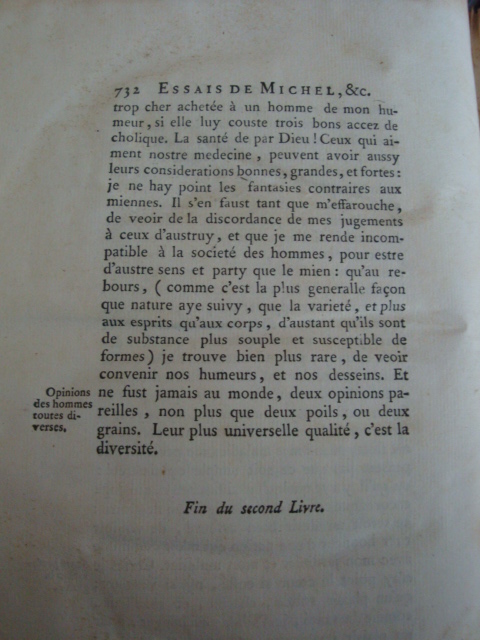 732 ESSAIS DE MICHEL, &c.
trop cher achetée à un homme de mon hu-
meur, si elle luy couste trois bons accez de
cholique. La santé de par Dieu ! Ceux qui ai-
ment nostre medecine, peuvent avoir aussy
leurs considerations bonnes, grandes, et fortes :
je ne hay point les fantasies contraires aux
miennes. Il s'en faust tant que m'effarouche,
de veoir de la discordance de mes jugements
à ceux d'austruy, et que je me rende incom-
patible à la societé des hommes, pour estre
d'austre sens et party que le mien : qu'au re-
bours, ( comme c'est la plus generalle façon
que nature aye suivy, que la varieté, et plus
aux esprits qu'aux corps, d'austant qu'ils sont
de substance plus souple et susceptible de
formes ) je trouve bien plus rare, de veoir
convenir nos humeurs, et nos desseins. Et
ne fust jamais au monde, deux opinions pa-
reilles, non plus que deux poils, ou deux
grains. Leur plus universelle qualité, c'est la
diversité.
Opinions
des hommes
toutes di-
verses.
Fin du second Livre.